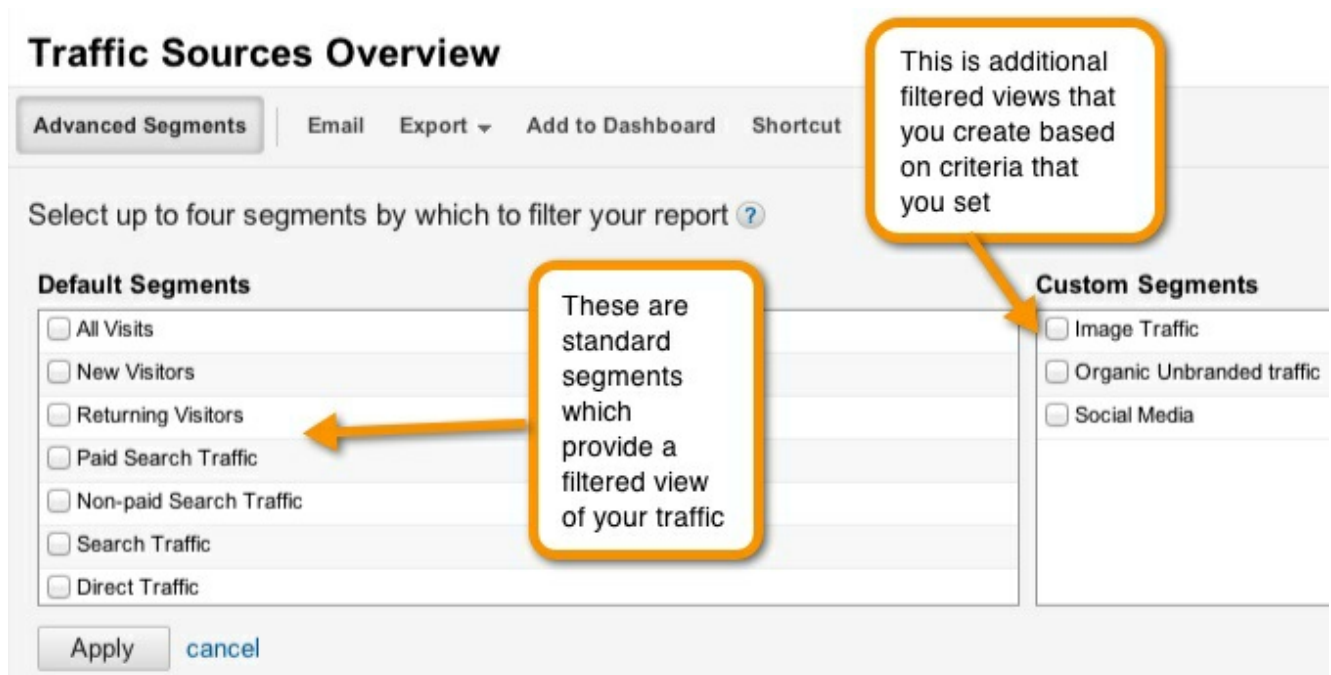 Traffic Sources Overview
This is additional
filtered views that
you create based
on criteria that
you set
Advanced Segments Email Export Add to Dashboard Shortcut
Select up to four segments by which to filter your report ?
Default Segments
All Visits
New Visitors
Returning Visitors
Paid Search Traffic
Non-paid Search Traffic
Search Traffic
Direct Traffic
These are
standard
segments
which
provide a
filtered view
of your traffic
Custom Segments
Image Traffic
Organic Unbranded traffic
Social Media
Apply cancel